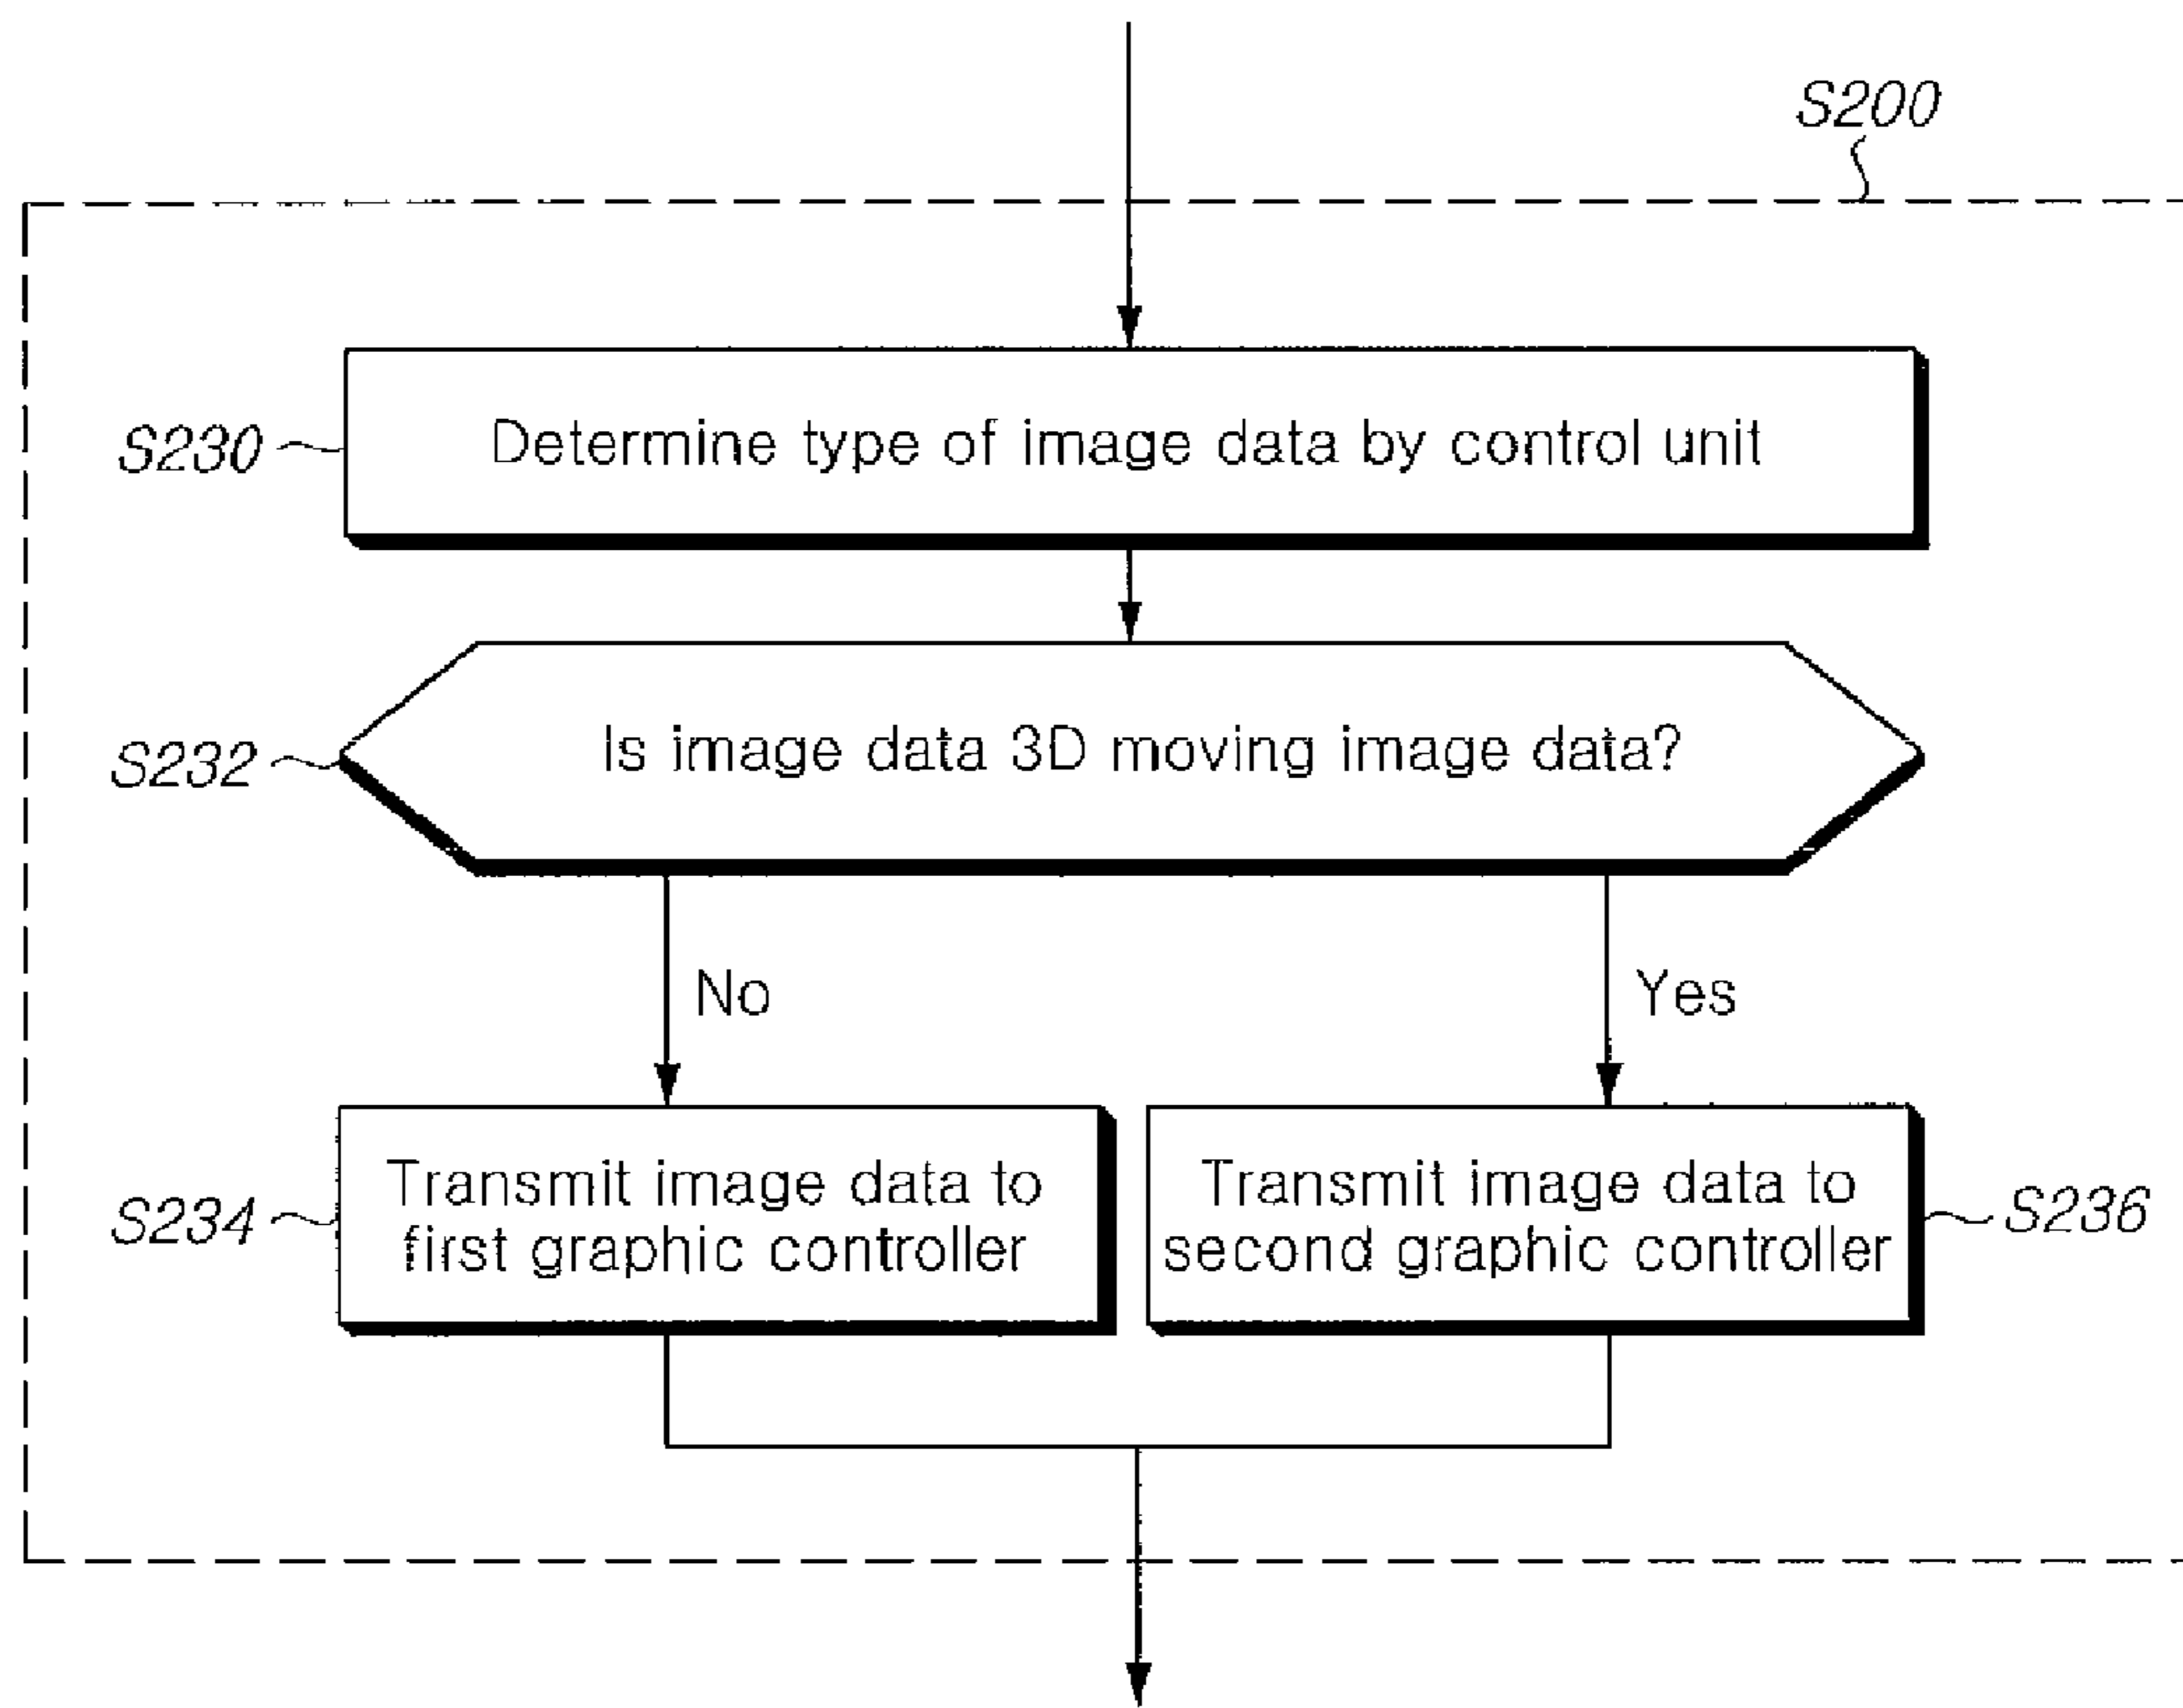 S200
S230
Determine type of image data by control unit
S232
Is image data 3D moving image data?
No
Yes
S234
Transmit image data to
first graphic controller
Transmit image data to
second graphic controller
S236